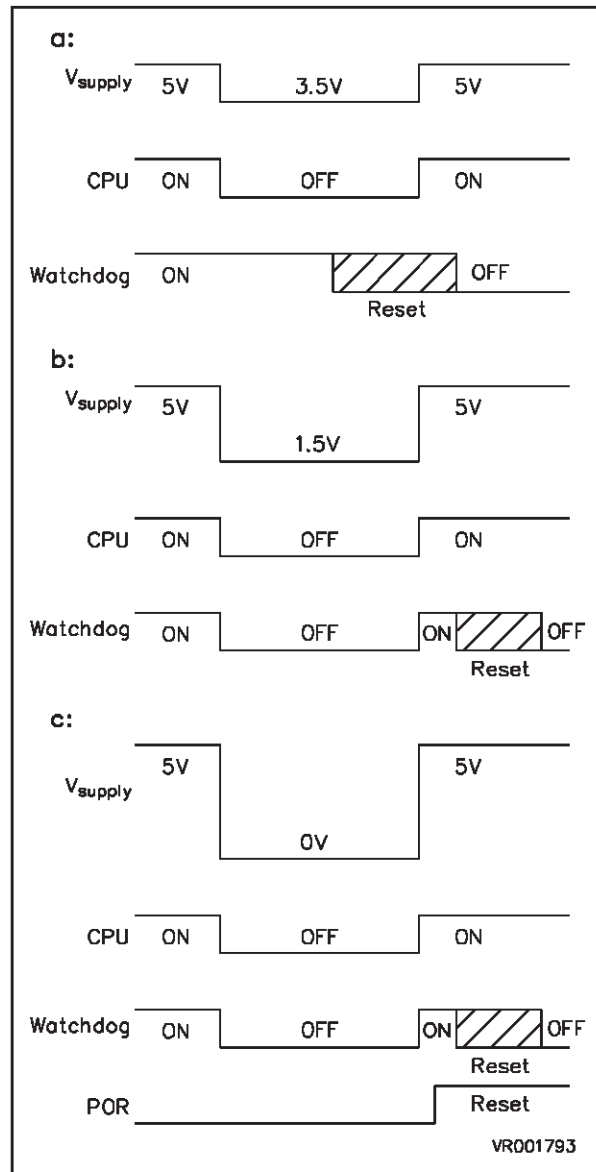 a:
Vsupply 5V 3.5V 5V
CPU ON OFF ON
Watchdog ON OFF
Reset
b:
Vsupply 5V 5V
1.5V
CPU ON OFF ON
Watchdog ON OFF ON OFF
Reset
c:
5V 5V
Vsupply
0V
CPU ON OFF ON
Watchdog ON OFF ON OFF
Reset
POR Reset
VR001793